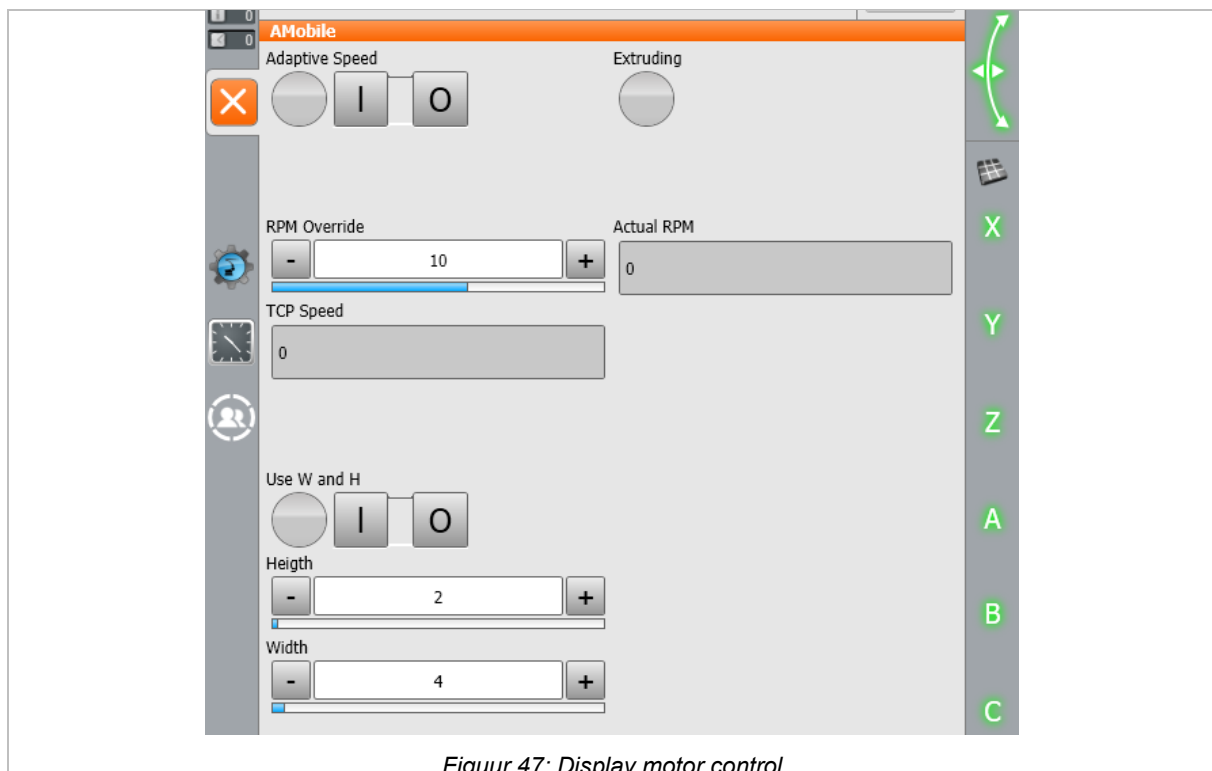 0
0
AMobile
Adaptive Speed Extruding
I O
RPM Override Actual RPM X
- 10 + 0
TCP Speed Y
0
Z
Use W and H
I O A
Heigth
- 2 + B
Width
- 4 + C
Figuur 47: Display motor control